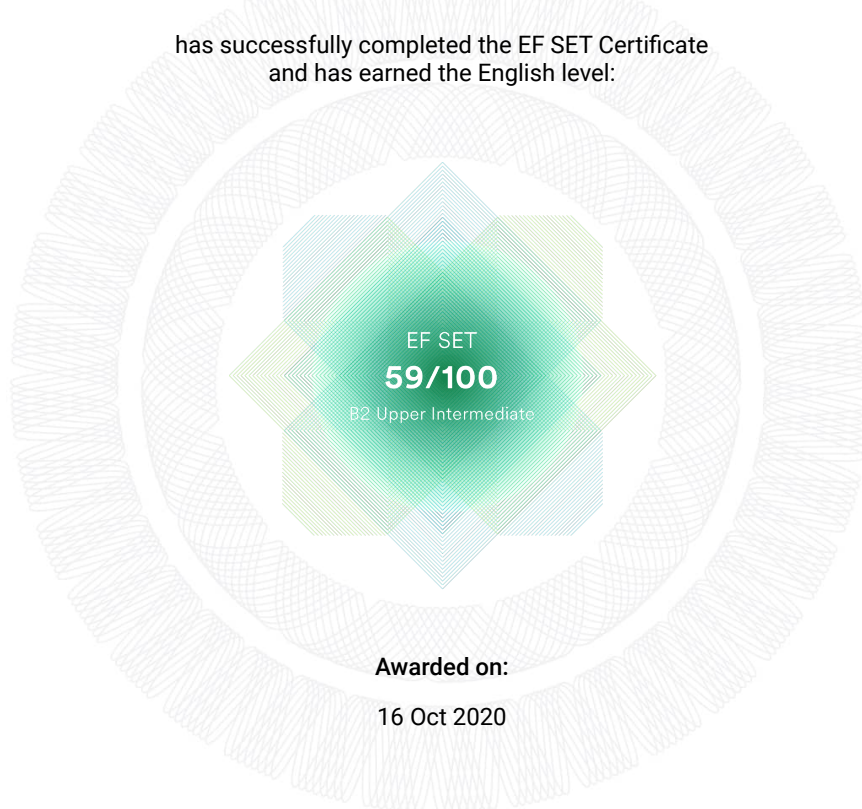 has successfully completed the EF SET Certificate
and has earned the English level:
EF SET
59/100
B2 Upper Intermediate
Awarded on:
16 Oct 2020